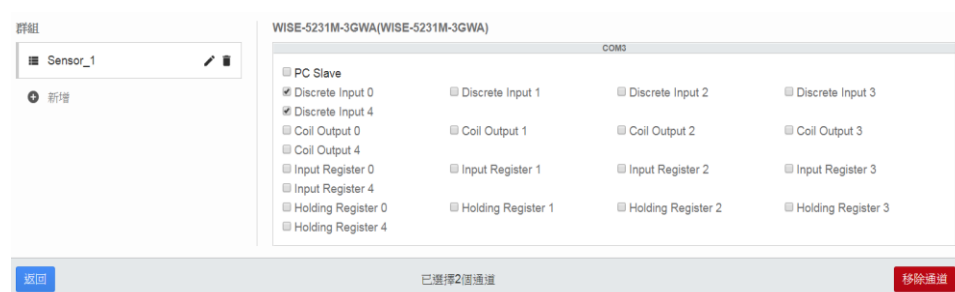 群組
WISE-5231M-3GWA(WISE-5231M-3GWA)
Sensor_1
新增
COM3
PC Slave
Discrete Input 0 Discrete Input 1 Discrete Input 2 Discrete Input 3
Discrete Input 4
Coil Output 0 Coil Output 1 Coil Output 2 Coil Output 3
Coil Output 4
Input Register 0 Input Register 1 Input Register 2 Input Register 3
Input Register 4
Holding Register 0 Holding Register 1 Holding Register 2 Holding Register 3
Holding Register 4
返回 已選擇2個通道 移除通道